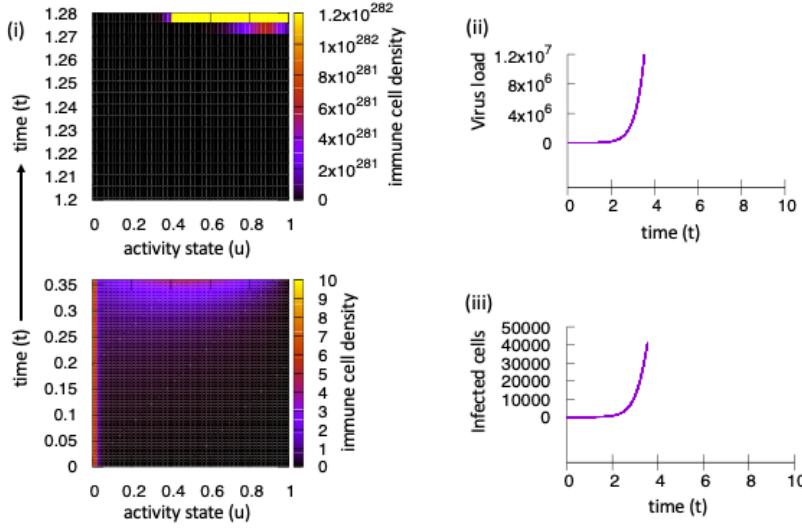 (i)
1.28
1.27
1.26
1.25
1.24
1.23
1.22
1.21
1.2
time (t)
0 0.2 0.4 0.6 0.8 1
activity state (u)
1.2x10^282
1x10^282
8x10^281
6x10^281
4x10^281
2x10^281
0
immune cell density
0.35
0.3
0.25
0.2
0.15
0.1
0.05
0
time (t)
0 0.2 0.4 0.6 0.8 1
activity state (u)
10
9
8
7
6
5
4
3
2
1
0
immune cell density
(ii)
1.2x10^7
8x10^6
4x10^6
0
Virus load
0 2 4 6 8 10
time (t)
(iii)
50000
40000
30000
20000
10000
0
Infected cells
0 2 4 6 8 10
time (t)